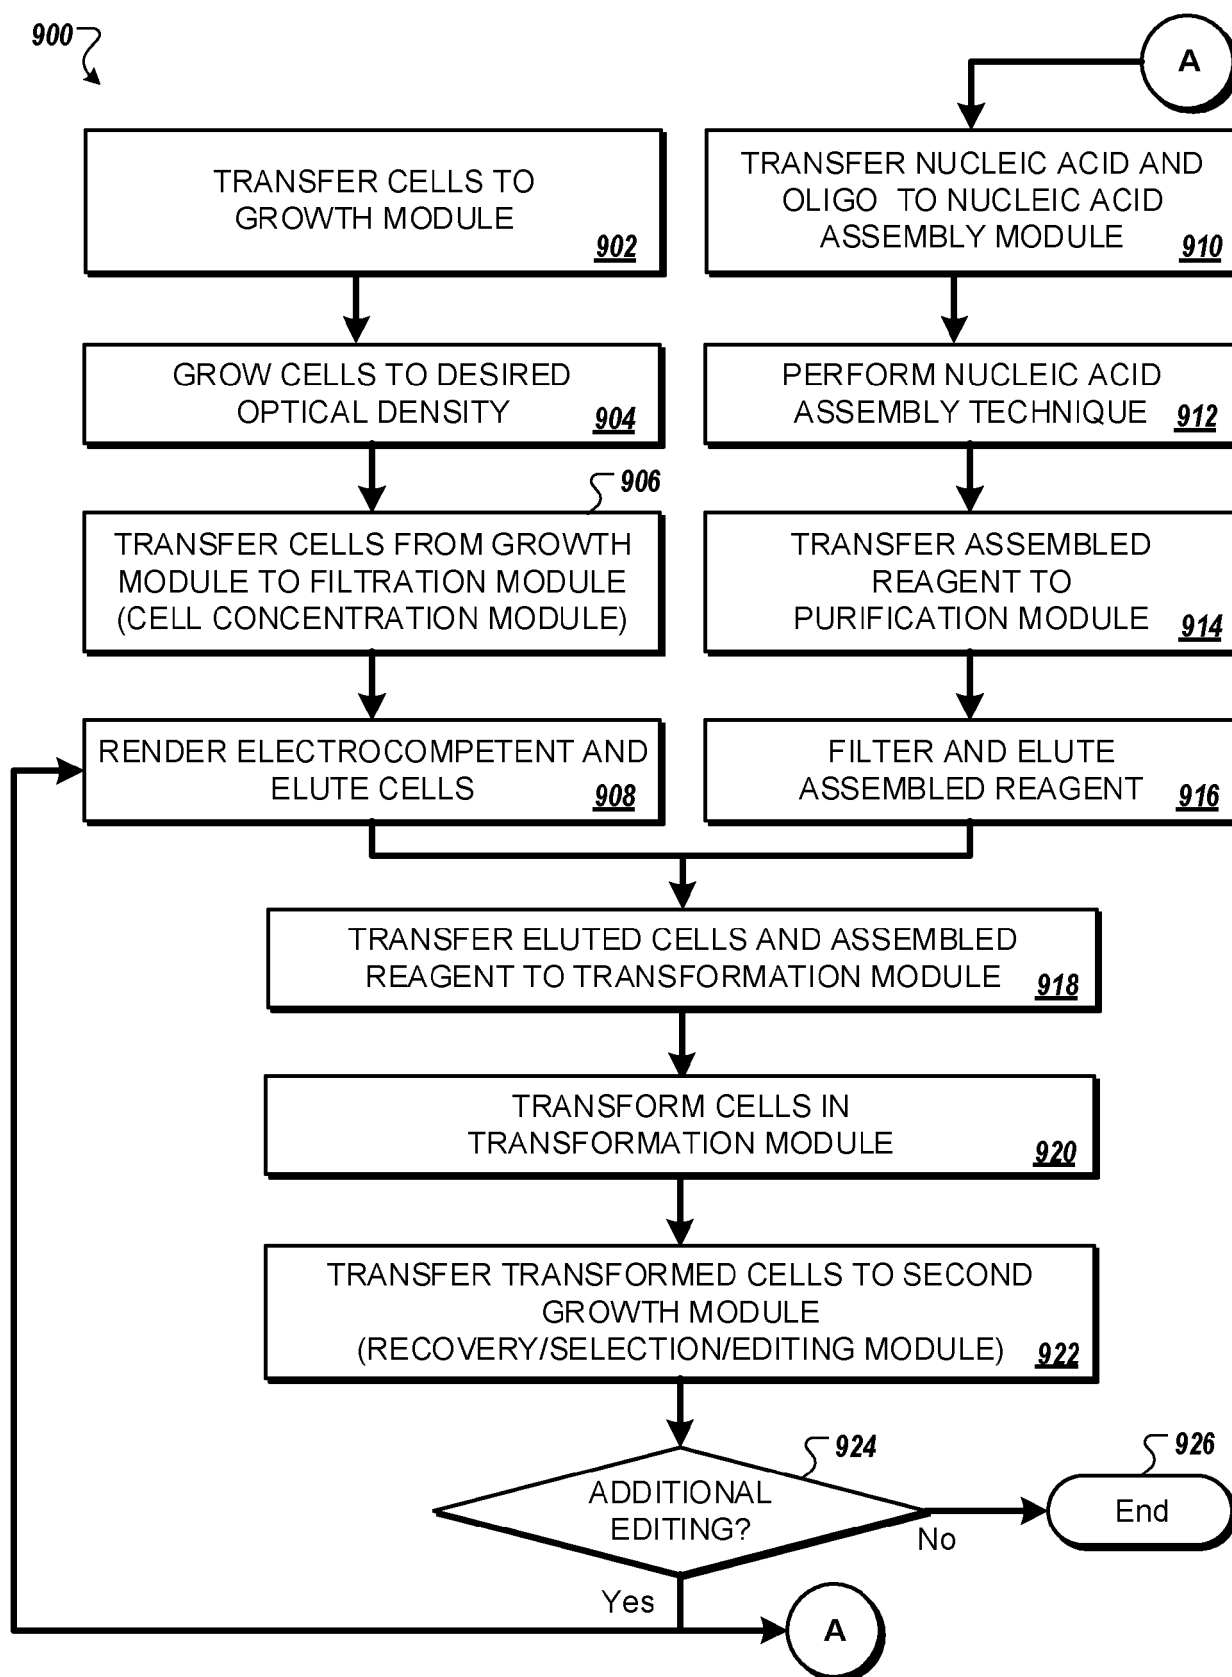 900
A
TRANSFER CELLS TO
GROWTH MODULE
902
GROW CELLS TO DESIRED
OPTICAL DENSITY
904
906
TRANSFER CELLS FROM GROWTH
MODULE TO FILTRATION MODULE
(CELL CONCENTRATION MODULE)
RENDER ELECTROCOMPETENT AND
ELUTE CELLS
908
TRANSFER NUCLEIC ACID AND
OLIGO TO NUCLEIC ACID
ASSEMBLY MODULE
910
PERFORM NUCLEIC ACID
ASSEMBLY TECHNIQUE
912
TRANSFER ASSEMBLED
REAGENT TO
PURIFICATION MODULE
914
FILTER AND ELUTE
ASSEMBLED REAGENT
916
TRANSFER ELUTED CELLS AND ASSEMBLED
REAGENT TO TRANSFORMATION MODULE
918
TRANSFORM CELLS IN
TRANSFORMATION MODULE
920
TRANSFER TRANSFORMED CELLS TO SECOND
GROWTH MODULE
(RECOVERY/SELECTION/EDITING MODULE)
922
924
ADDITIONAL
EDITING?
No
926
End
Yes
A